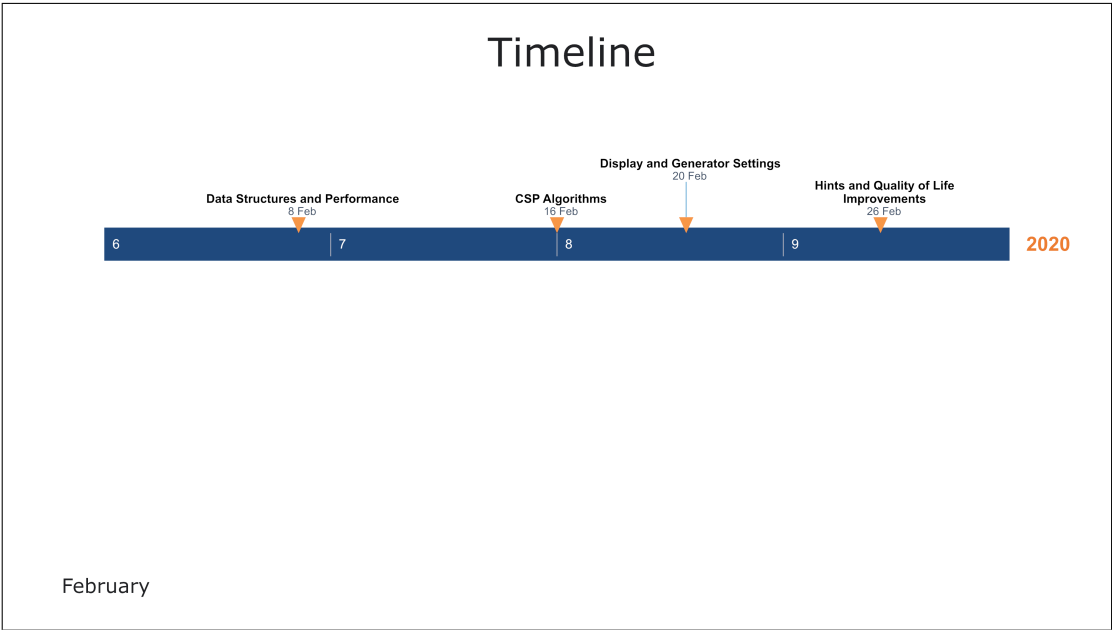 Timeline
Display and Generator Settings
20 Feb
Hints and Quality of Life
Improvements
26 Feb
Data Structures and Performance
8 Feb
CSP Algorithms
16 Feb
6
7
8
9
2020
February